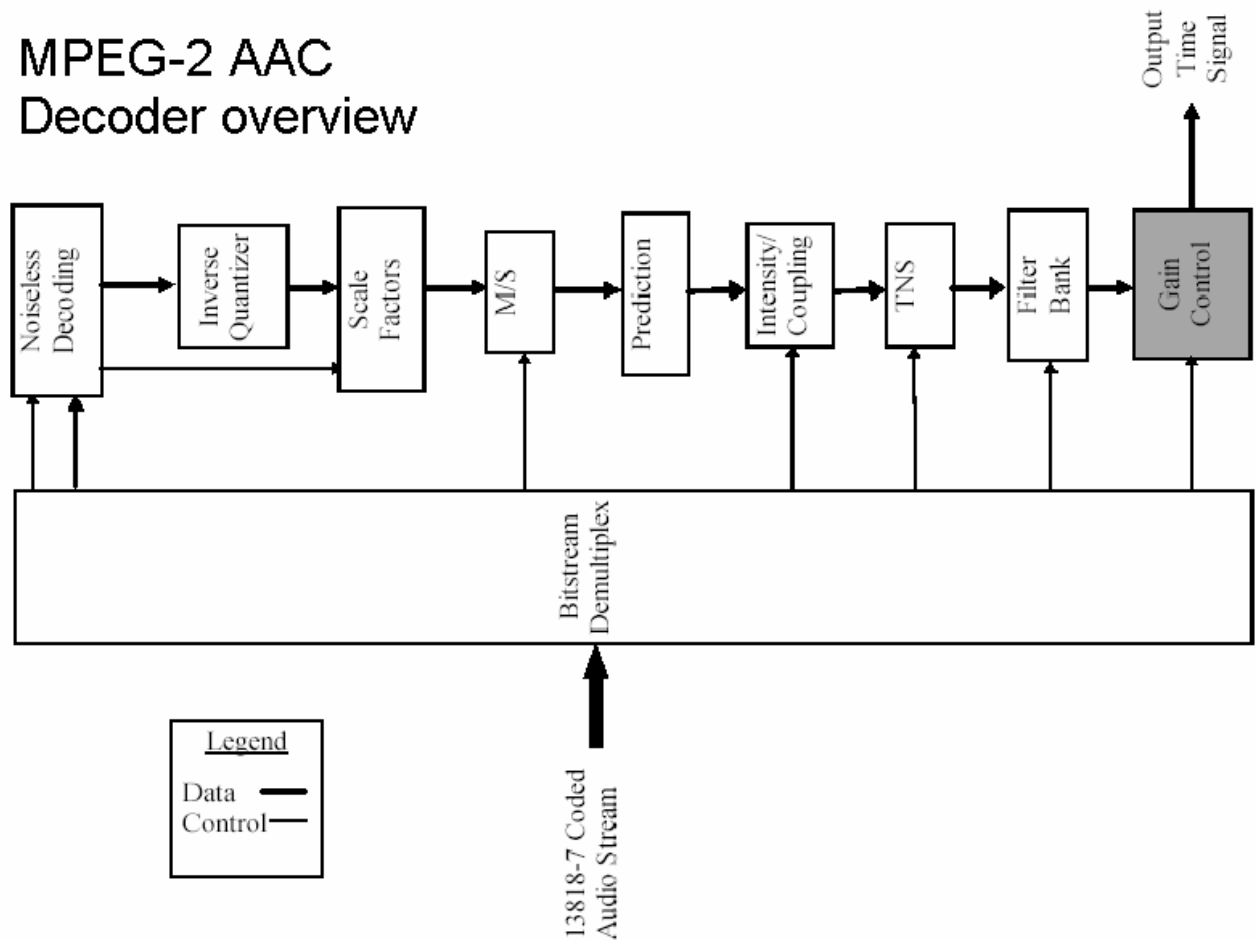 MPEG-2 AAC
Decoder overview
Noiseless
Decoding
Inverse
Quantizer
Scale
Factors
M/S
Prediction
Intensity/
Coupling
TNS
Filter
Bank
Gain
Control
Output
Time
Signal
Bitstream
Demultiplex
Legend
Data
Control
13818-7 Coded
Audio Stream